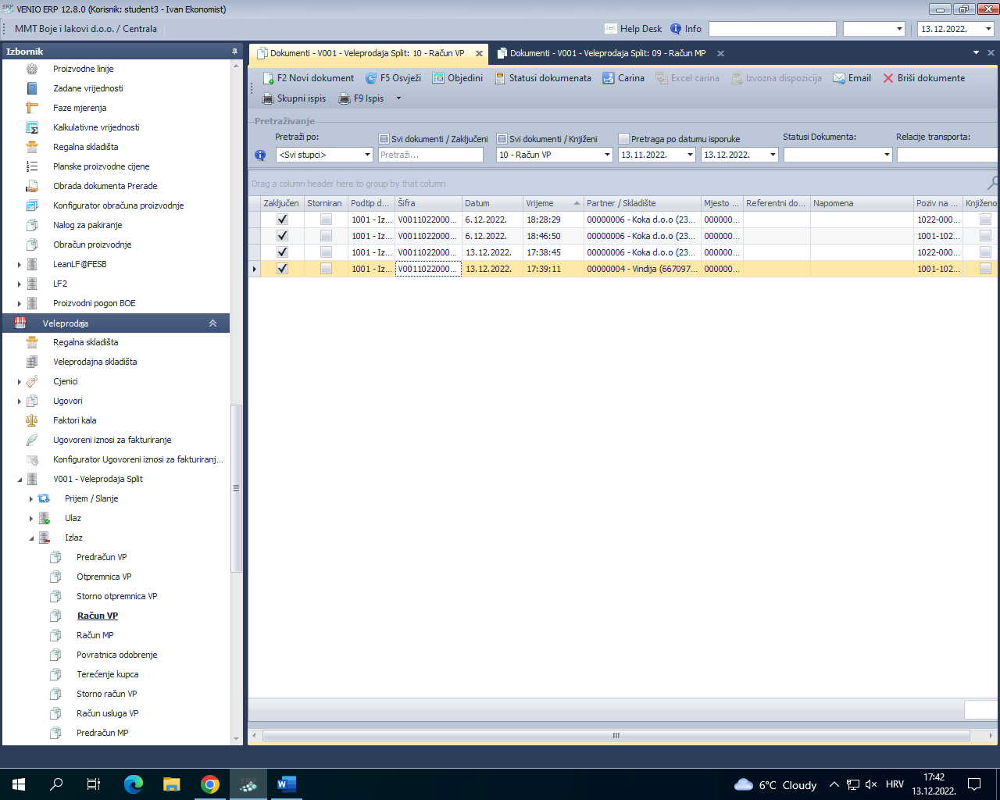 VENIO ERP 12.8.0 (Korisnik: student3 - Ivan Ekonomist)
MMT Boje i lakovi d.o.o. / Centrala
Help Desk
Info
13.12.2022.
Izbornik
Proizvodne linije
Zadane vrijednosti
Faze mjerenja
Kalkulativne vrijednosti
Regalna skladišta
Planske proizvodne cijene
Obrada dokumenta Prerade
Konfigurator obračuna proizvodnje
Nalog za pakiranje
Obračun proizvodnje
LeanLF@FESB
LF2
Proizvodni pogon BOE
Veleprodaja
Regalna skladišta
Veleprodajna skladišta
Cjenici
Ugovori
Faktori kala
Ugovoreni iznosi za fakturiranje
Konfigurator Ugovoreni iznosi za fakturiranj...
V001 - Veleprodaja Split
Prijem / Slanje
Ulaz
Izlaz
Predračun VP
Otpremnica VP
Storno otpremnica VP
Račun VP
Račun MP
Povratnica odobrenje
Terećenje kupca
Storno račun VP
Račun usluga VP
Predračun MP
Dokumenti - V001 - Veleprodaja Split: 10 - Račun VP
Dokumenti - V001 - Veleprodaja Split: 09 - Račun MP
F2 Novi dokument F5 Osvježi Objedini Statusi dokumenata Carina Excel carina Izvozna dispozicija Email Briši dokumente
Skupni ispis F9 Ispis
Pretraživanje
Pretraži po: Svi dokumenti / Zaključeni Svi dokumenti / Knjiženi Pretraga po datumu isporuke Statusi Dokumenta: Relacije transporta:
<Svi stupci> Pretraži... 10 - Račun VP 13.11.2022. 13.12.2022.
Drag a column header here to group by that column
Zaključen Storniran Podtip d... Šifra Datum Vrijeme Partner / Skladište Mjesto ... Referentni do... Napomena Poziv na ... Knjiženo
1001 - Iz... V0011022000... 6.12.2022. 18:28:29 00000006 - Koka d.o.o (23... 000000... 1022-000...
1001 - Iz... V0011022000... 6.12.2022. 18:46:50 00000006 - Koka d.o.o (23... 000000... 1001-102...
1001 - Iz... V0011022000... 13.12.2022. 17:38:45 00000006 - Koka d.o.o (23... 000000... 1022-000...
1001 - Iz... V0011022000... 13.12.2022. 17:39:11 00000004 - Vindija (667097... 000000... 1001-102...
6°C Cloudy
HRV
17:42
13.12.2022.